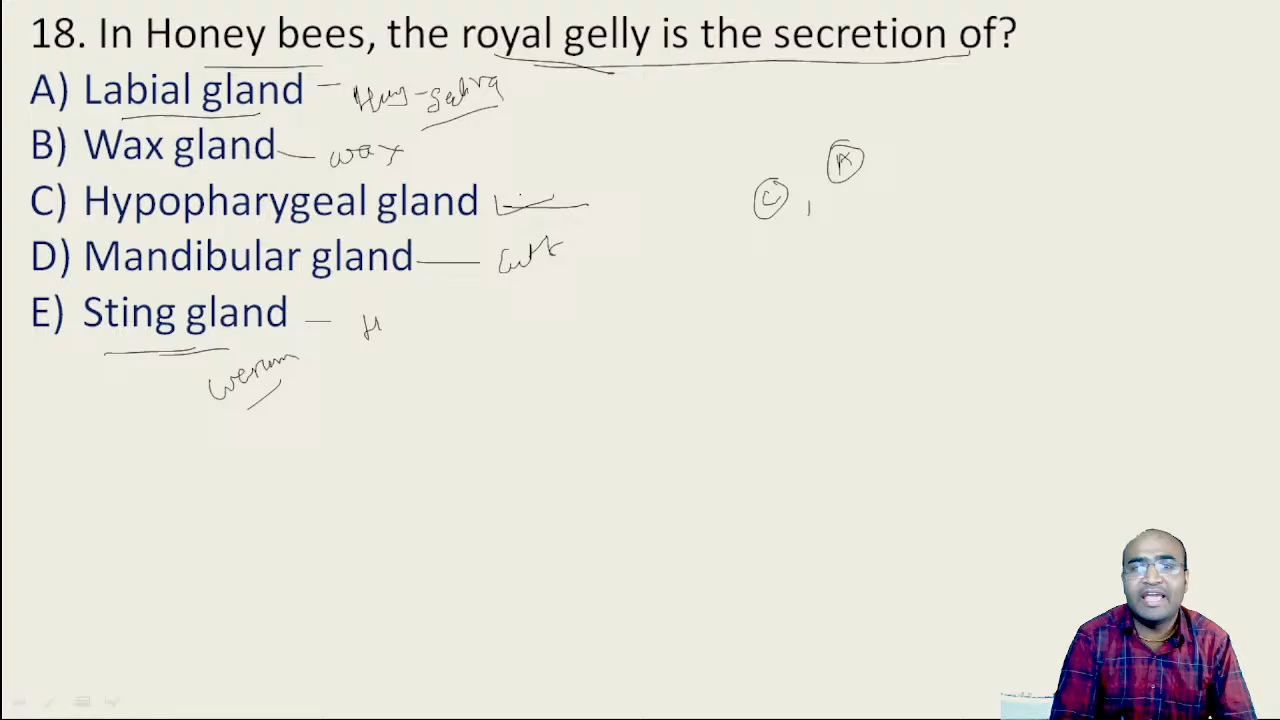 18. In Honey bees, the royal gelly is the secretion of?
A) Labial gland –
B) Wax gland – wax
C) Hypopharygeal gland
D) Mandibular gland —
E) Sting gland – H
A
C ,